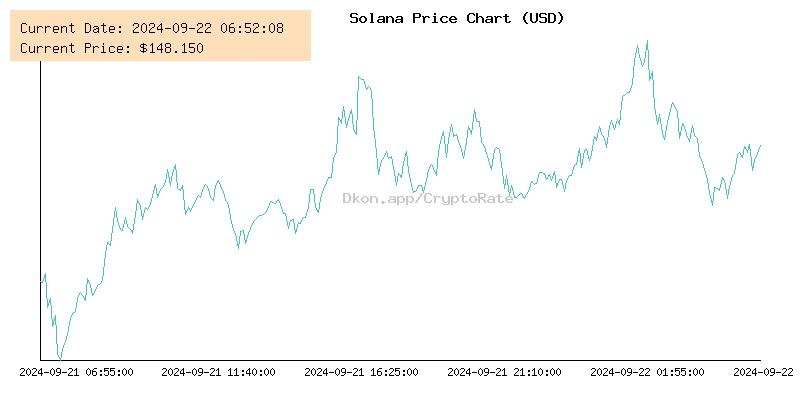 Solana Price Chart (USD)
Current Date: 2024-09-22 06:52:08
Current Price: $148.150
Dkon.app/CryptoRate
2024-09-21 06:55:00
2024-09-21 11:40:00
2024-09-21 16:25:00
2024-09-21 21:10:00
2024-09-22 01:55:00
2024-09-22